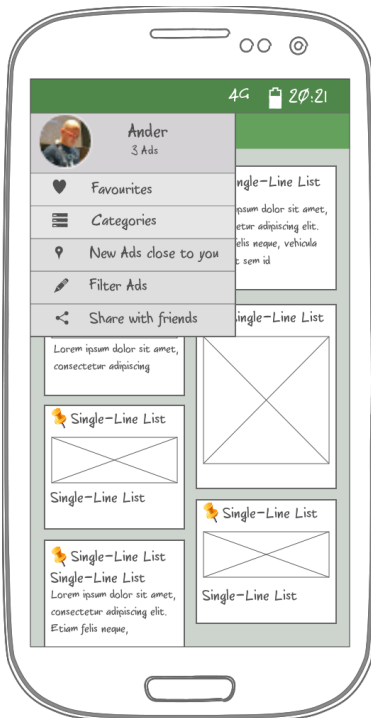 4G 20:21
Ander
3 Ads
Favourites
Categories
New Ads close to you
Filter Ads
Share with friends
ngle-Line List
psum dolor sit amet,
etur adipiscing elit.
elis neque, vehicula
t sem id
ingle-Line List
Lorem ipsum dolor sit amet,
consectetur adipiscing
Single-Line List
Single-Line List
Single-Line List
Single-Line List
Single-Line List
Single-Line List
Lorem ipsum dolor sit amet,
consectetur adipiscing elit.
Etiam felis neque,